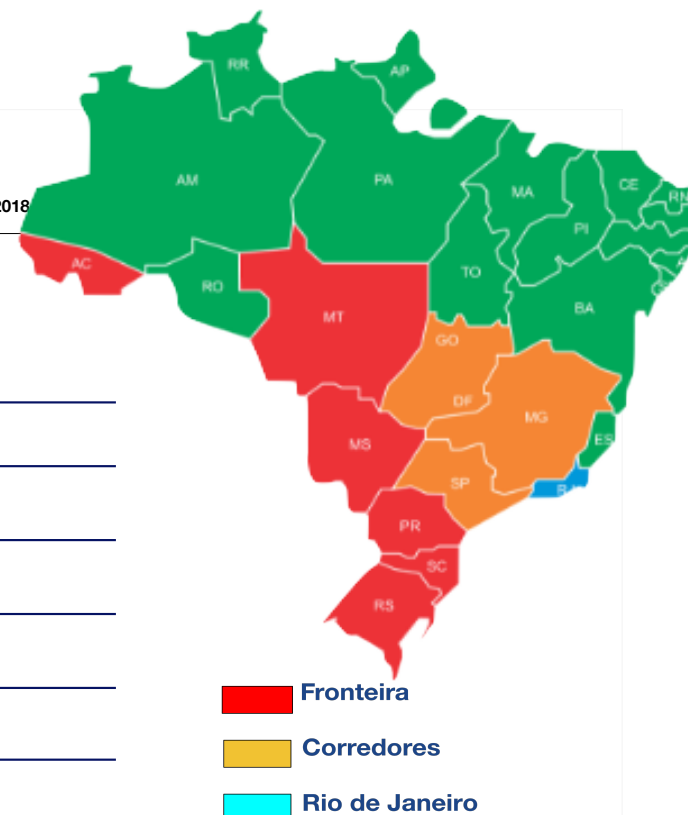 RR
AP
AM
PA
MA
CE
RN
2018
PI
AC
TO
RO
BA
MT
GO
DF
MG
MS
ES
SP
PR
SC
RS
Fronteira
Corredores
Rio de Janeiro